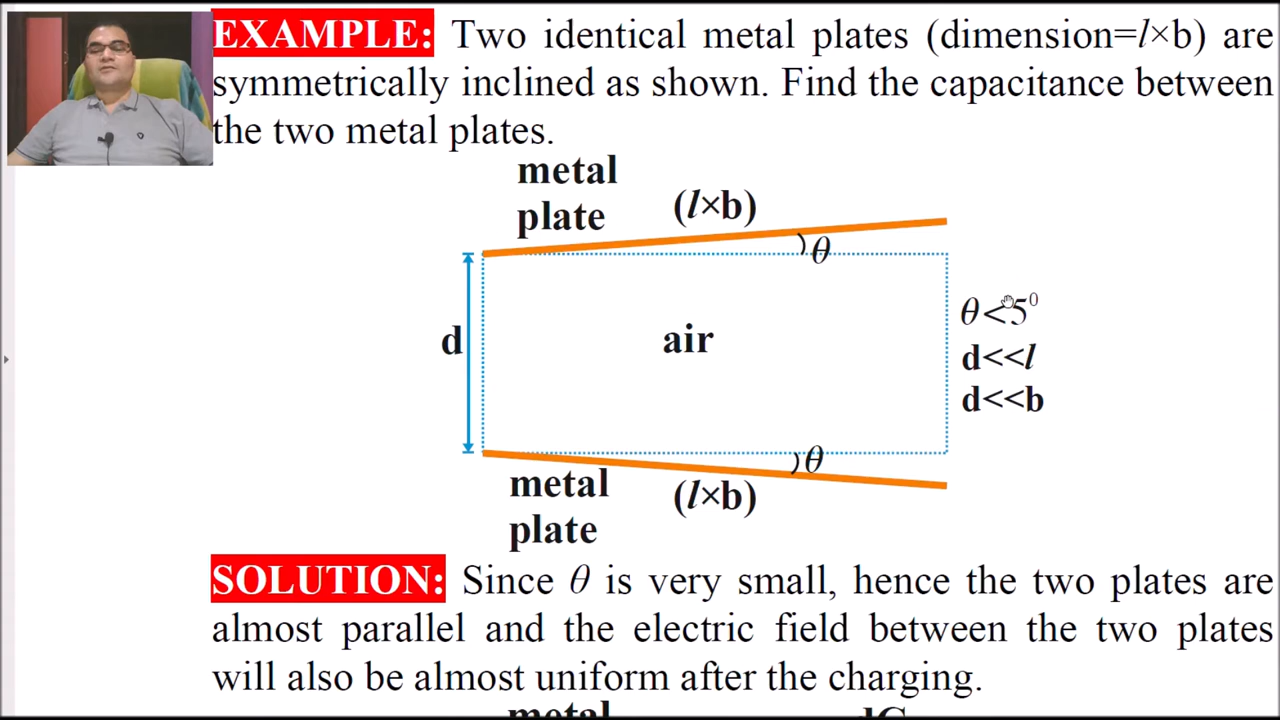 EXAMPLE: Two identical metal plates (dimension=l×b) are
symmetrically inclined as shown. Find the capacitance between
the two metal plates.
metal
plate
(l×b)
θ
d
air
θ<5⁰
d<<l
d<<b
θ
metal
plate
(l×b)
SOLUTION: Since θ is very small, hence the two plates are
almost parallel and the electric field between the two plates
will also be almost uniform after the charging.
metal
dC